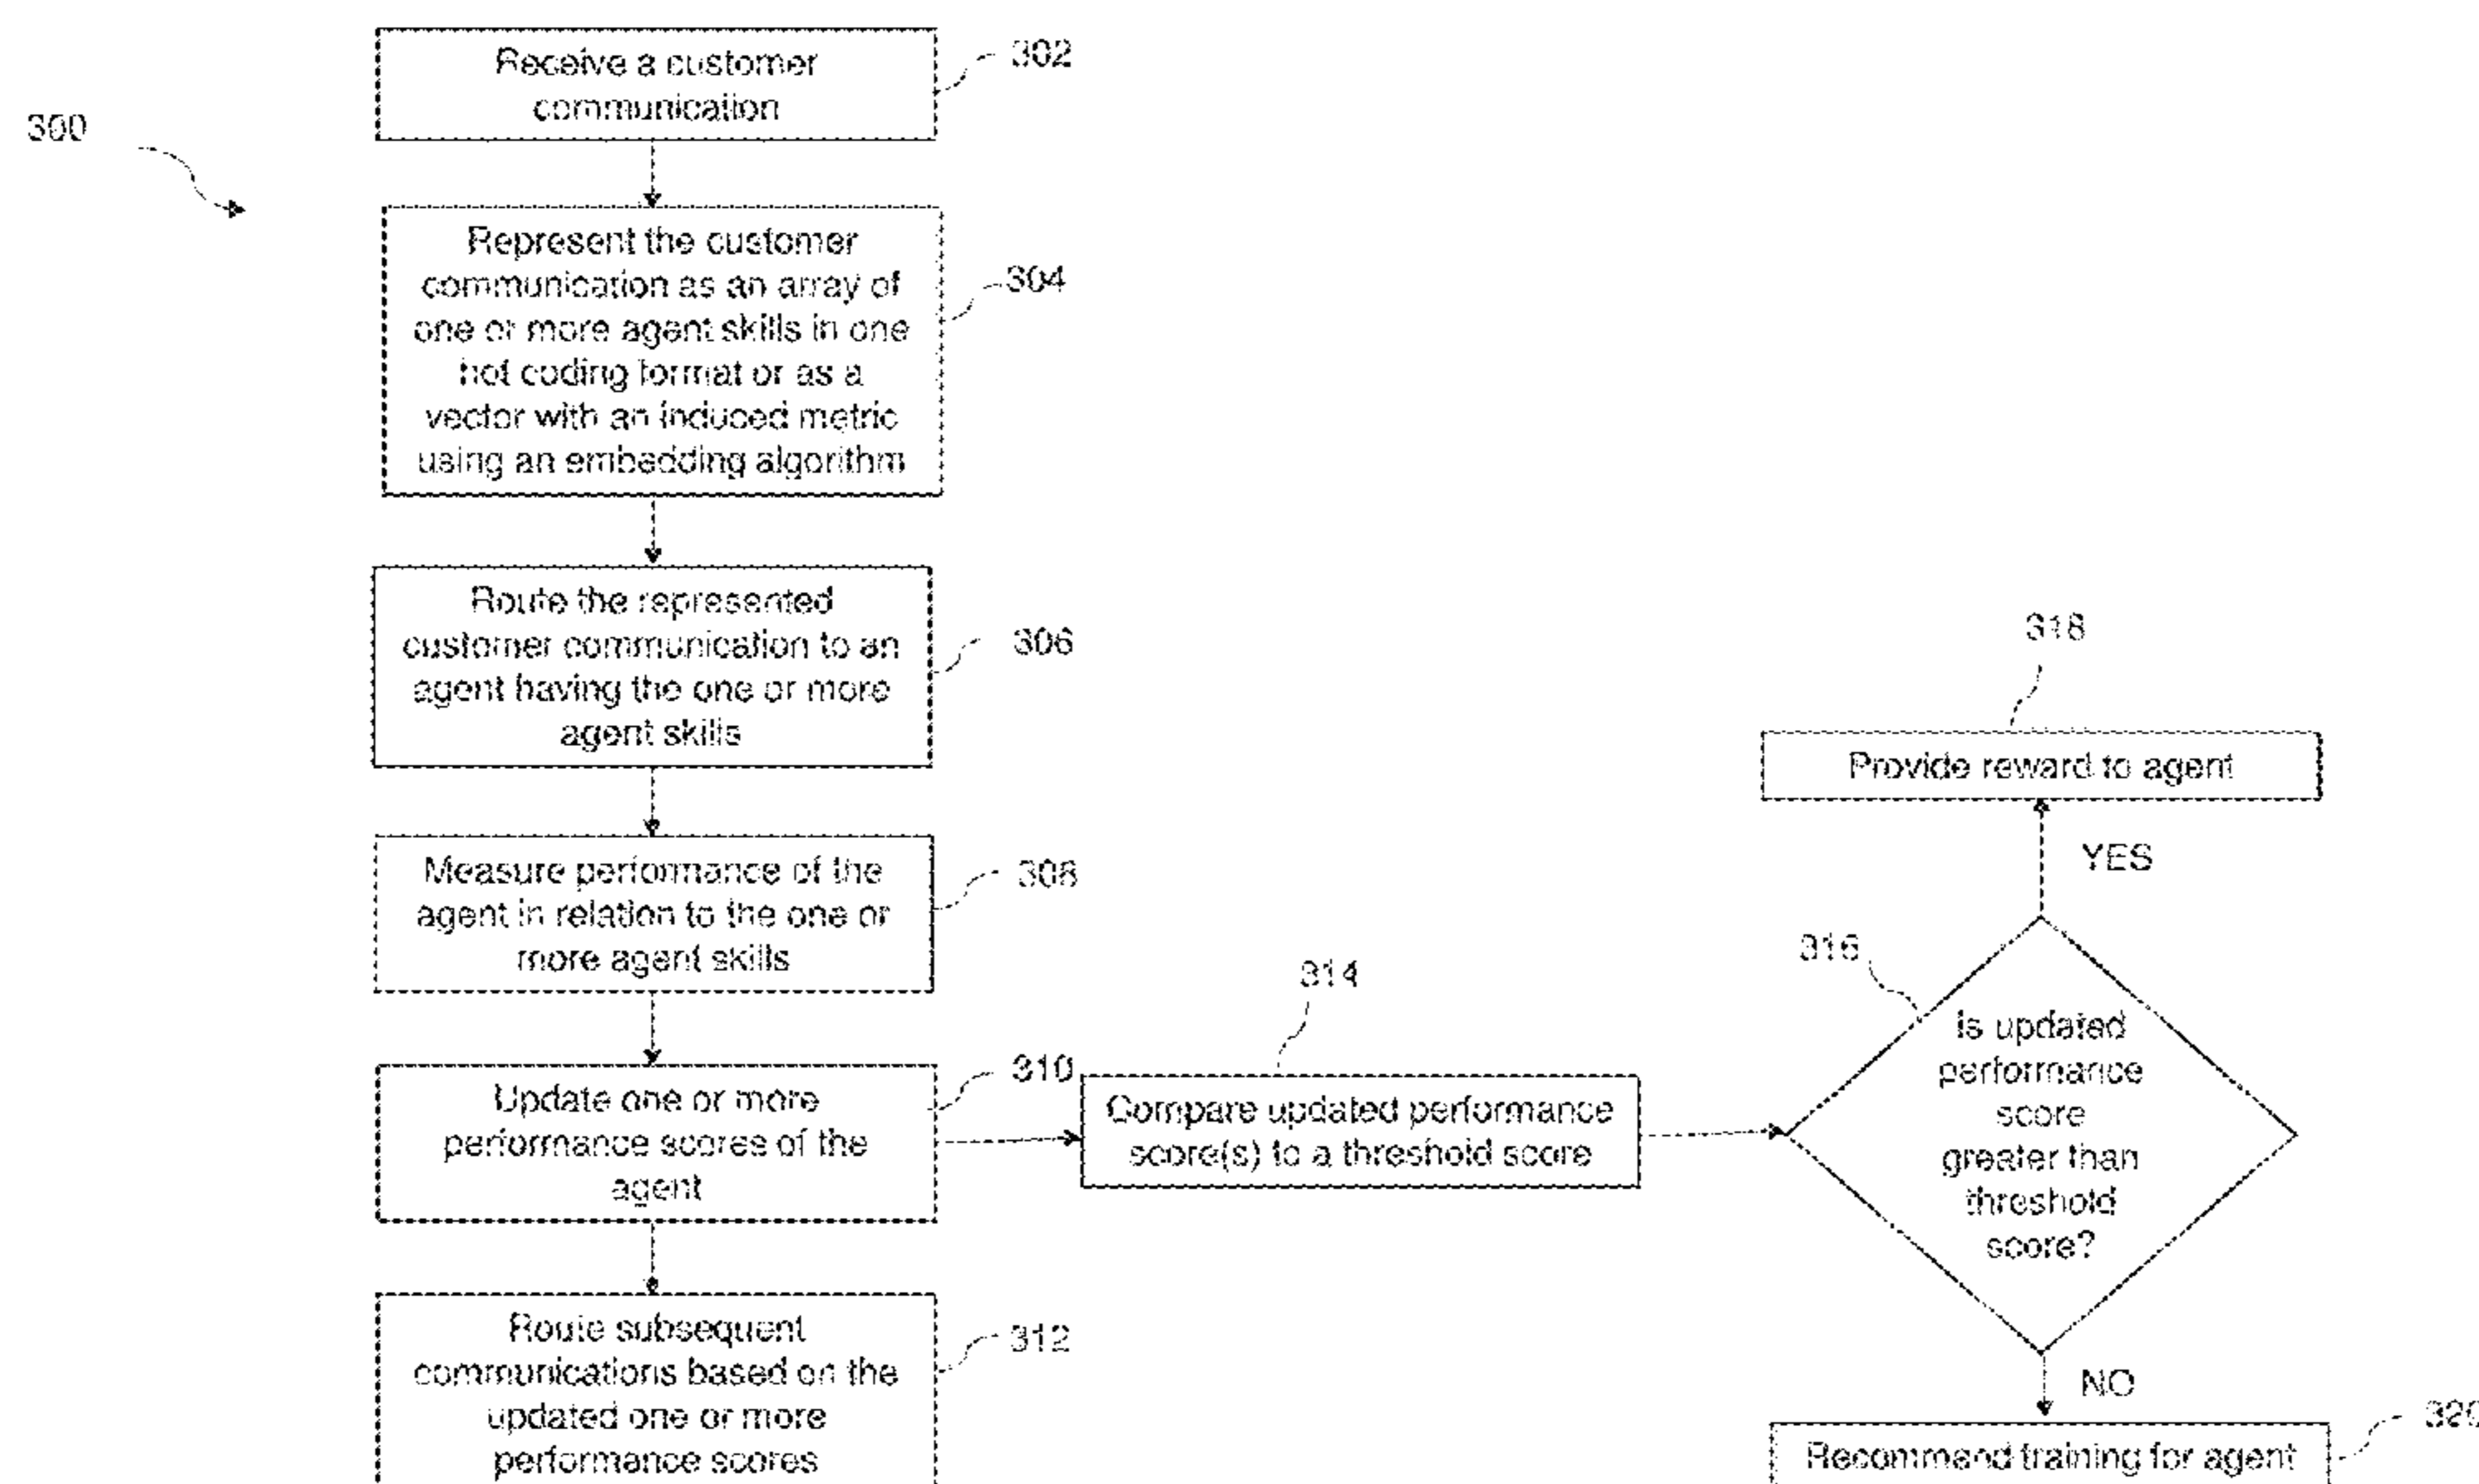 300
Receive a customer
communication
302
Represent the customer
communication as an array of
one or more agent skills in one
hot coding format or as a
vector with an induced metric
using an embedding algorithm
304
Route the represented
customer communication to an
agent having the one or more
agent skills
306
Measure performance of the
agent in relation to the one or
more agent skills
308
Update one or more
performance scores of the
agent
310
Route subsequent
communications based on the
updated one or more
performance scores
312
Compare updated performance
score(s) to a threshold score
314
Is updated
performance
score
greater than
threshold
score?
316
YES
Provide reward to agent
318
NO
Recommend training for agent
320